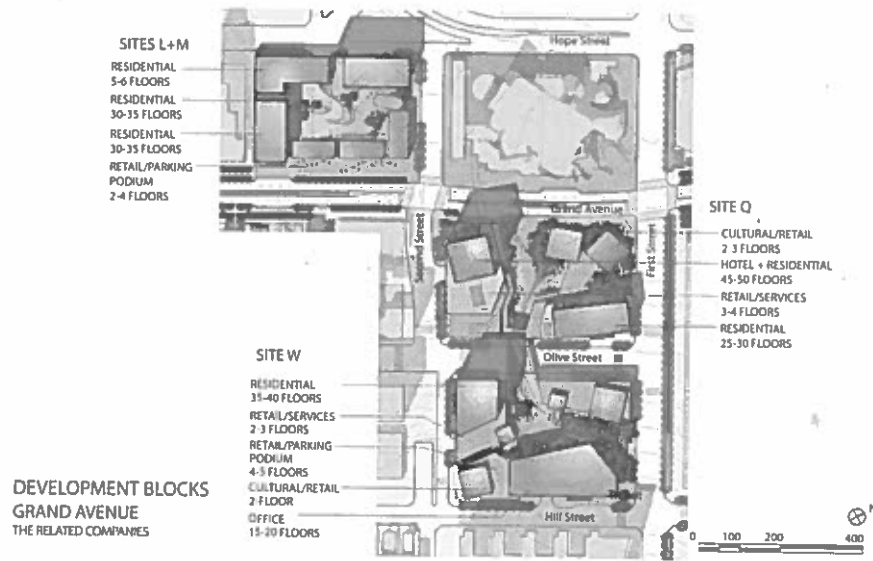 SITES L+M
RESIDENTIAL
5-6 FLOORS
RESIDENTIAL
30-35 FLOORS
RESIDENTIAL
30-35 FLOORS
RETAIL/PARKING
PODIUM
2-4 FLOORS
Hope Street
Grand Avenue
Second Street
First Street
SITE Q
CULTURAL/RETAIL
2-3 FLOORS
HOTEL + RESIDENTIAL
45-50 FLOORS
RETAIL/SERVICES
3-4 FLOORS
RESIDENTIAL
25-30 FLOORS
Olive Street
SITE W
RESIDENTIAL
35-40 FLOORS
RETAIL/SERVICES
2-3 FLOORS
RETAIL/PARKING
PODIUM
4-5 FLOORS
CULTURAL/RETAIL
2-FLOOR
OFFICE
15-20 FLOORS
Hill Street
DEVELOPMENT BLOCKS
GRAND AVENUE
THE RELATED COMPANIES
N
0 100 200 400